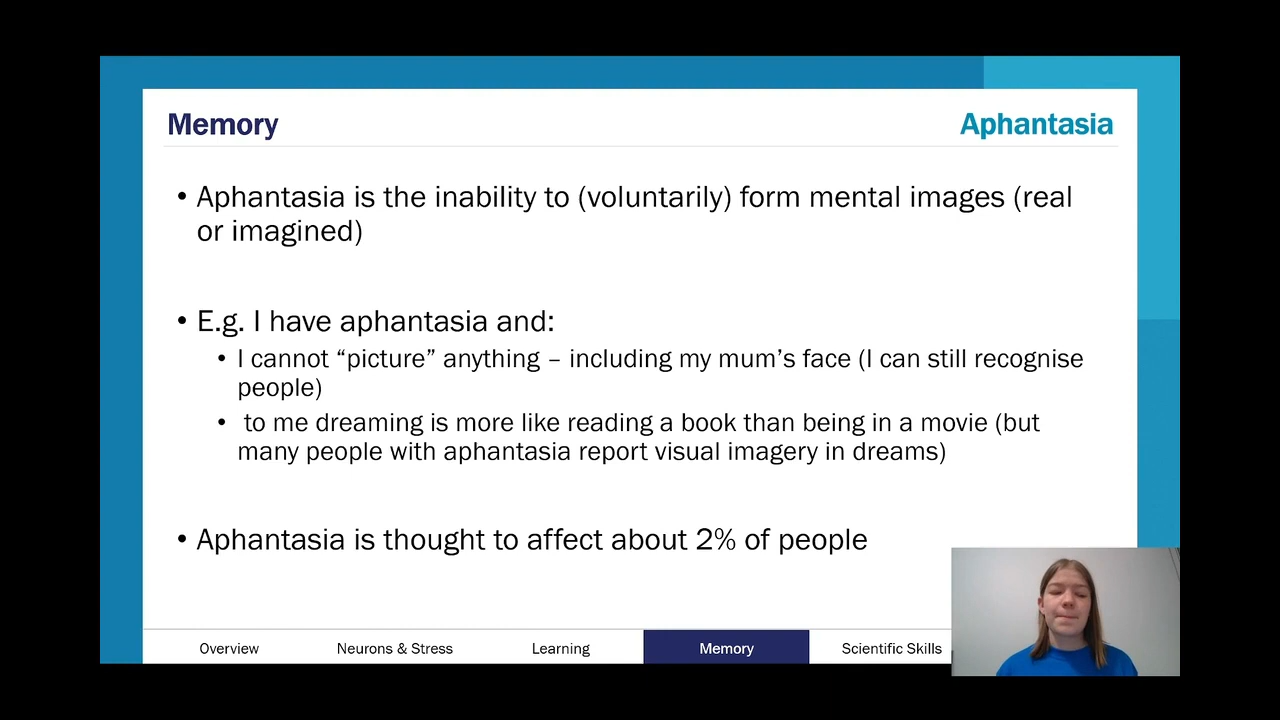 Memory
Aphantasia
• Aphantasia is the inability to (voluntarily) form mental images (real
or imagined)
• E.g. I have aphantasia and:
• I cannot “picture” anything – including my mum’s face (I can still recognise
people)
• to me dreaming is more like reading a book than being in a movie (but
many people with aphantasia report visual imagery in dreams)
• Aphantasia is thought to affect about 2% of people
Overview
Neurons & Stress
Learning
Memory
Scientific Skills